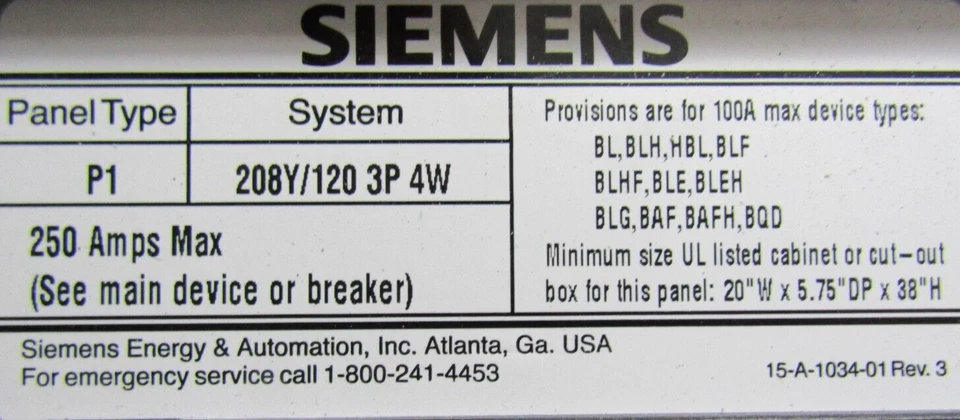 SIEMENS
Panel Type
System
P1
208Y/120 3P 4W
250 Amps Max
(See main device or breaker)
Provisions are for 100A max device types:
BL,BLH,HBL,BLF
BLHF,BLE,BLEH
BLG,BAF,BAFH,BQD
Minimum size UL listed cabinet or cut-out
box for this panel: 20"W x 5.75"DP x 38"H
Siemens Energy & Automation, Inc. Atlanta, Ga. USA
For emergency service call 1-800-241-4453
15-A-1034-01 Rev. 3